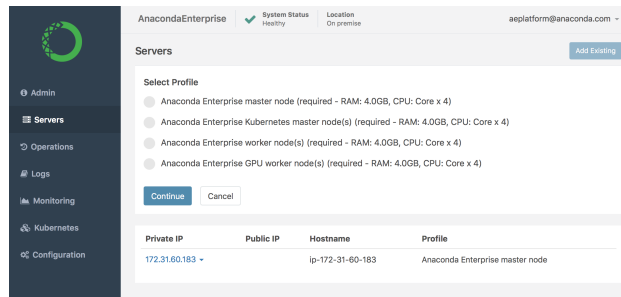 AnacondaEnterprise
System Status
Healthy
Location
On premise
aeplatform@anaconda.com
Admin
Servers
Operations
Logs
Monitoring
Kubernetes
Configuration
Servers
Add Existing
Select Profile
Anaconda Enterprise master node (required - RAM: 4.0GB, CPU: Core x 4)
Anaconda Enterprise Kubernetes master node(s) (required - RAM: 4.0GB, CPU: Core x 4)
Anaconda Enterprise worker node(s) (required - RAM: 4.0GB, CPU: Core x 4)
Anaconda Enterprise GPU worker node(s) (required - RAM: 4.0GB, CPU: Core x 4)
Continue Cancel
Private IP Public IP Hostname Profile
172.31.60.183 ip-172-31-60-183 Anaconda Enterprise master node